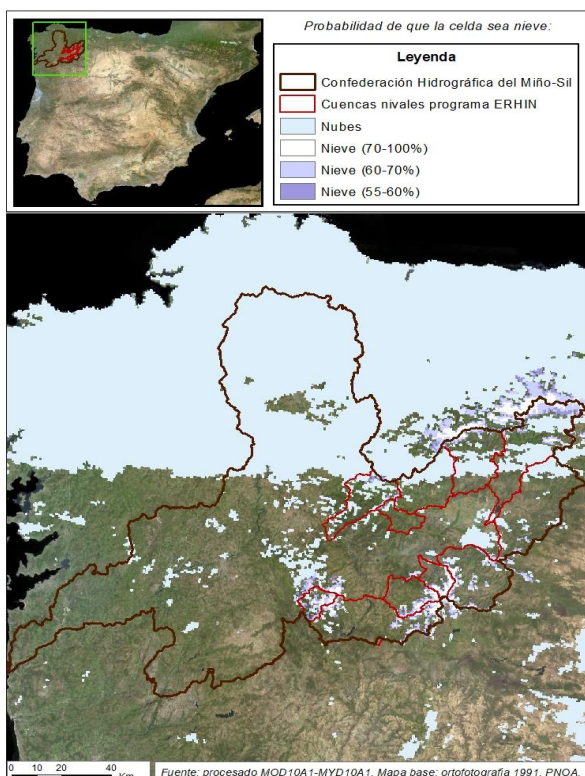 Probabilidad de que la celda sea nieve:
Leyenda
Confederación Hidrográfica del Miño-Sil
Cuencas nivales programa ERHIN
Nubes
Nieve (70-100%)
Nieve (60-70%)
Nieve (55-60%)
0 10 20 40
Km
Fuente: procesado MOD10A1-MYD10A1. Mapa base: ortofotografía 1991, PNOA